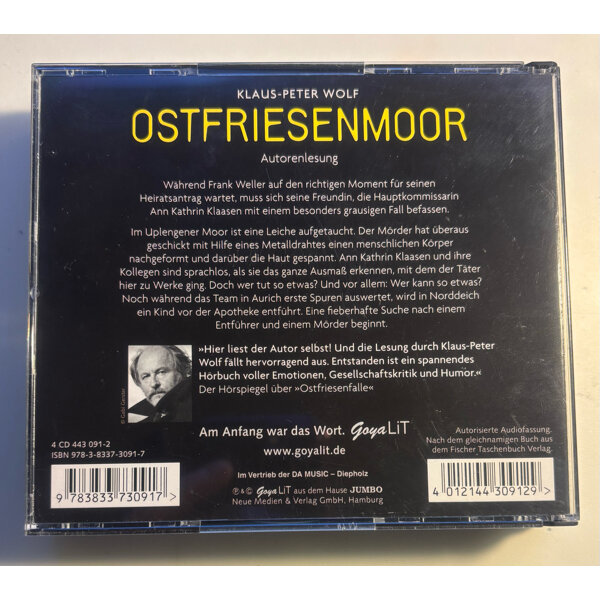 KLAUS-PETER WOLF
OSTFRIESENMOOR
Autorenlesung
Während Frank Weller auf den richtigen Moment für seinen
Heiratsantrag wartet, muss sich seine Freundin, die Hauptkommissarin
Ann Kathrin Klaasen mit einem besonders grausigen Fall befassen.
Im Uplengener Moor ist eine Leiche aufgetaucht. Der Mörder hat überaus
geschickt mit Hilfe eines Metalldrahtes einen menschlichen Körper
nachgeformt und darüber die Haut gespannt. Ann Kathrin Klaasen und ihre
Kollegen sind sprachlos, als sie das ganze Ausmaß erkennen, mit dem der Täter
hier zu Werke ging. Doch wer tut so etwas? Und vor allem: Wer kann so etwas?
Noch während das Team in Aurich erste Spuren auswertet, wird in Norddeich
ein Kind vor der Apotheke entführt. Eine fieberhafte Suche nach einem
Entführer und einem Mörder beginnt.
»Hier liest der Autor selbst! Und die Lesung durch Klaus-Peter
Wolf fällt hervorragend aus. Entstanden ist ein spannendes
Hörbuch voller Emotionen, Gesellschaftskritik und Humor.«
Der Hörspiegel über »Ostfriesenfalle«
© Gabi Gerster
Am Anfang war das Wort. GoyaLiT
www.goyalit.de
Autorisierte Audiofassung.
Nach dem gleichnamigen Buch aus
dem Fischer Taschenbuch Verlag.
4 CD 443 091-2
ISBN 978-3-8337-3091-7
9 783833 730917 >
Im Vertrieb der DA MUSIC – Diepholz
℗ & © GoyaLiT aus dem Hause JUMBO
Neue Medien & Verlag GmbH, Hamburg
4 012144 309129 >